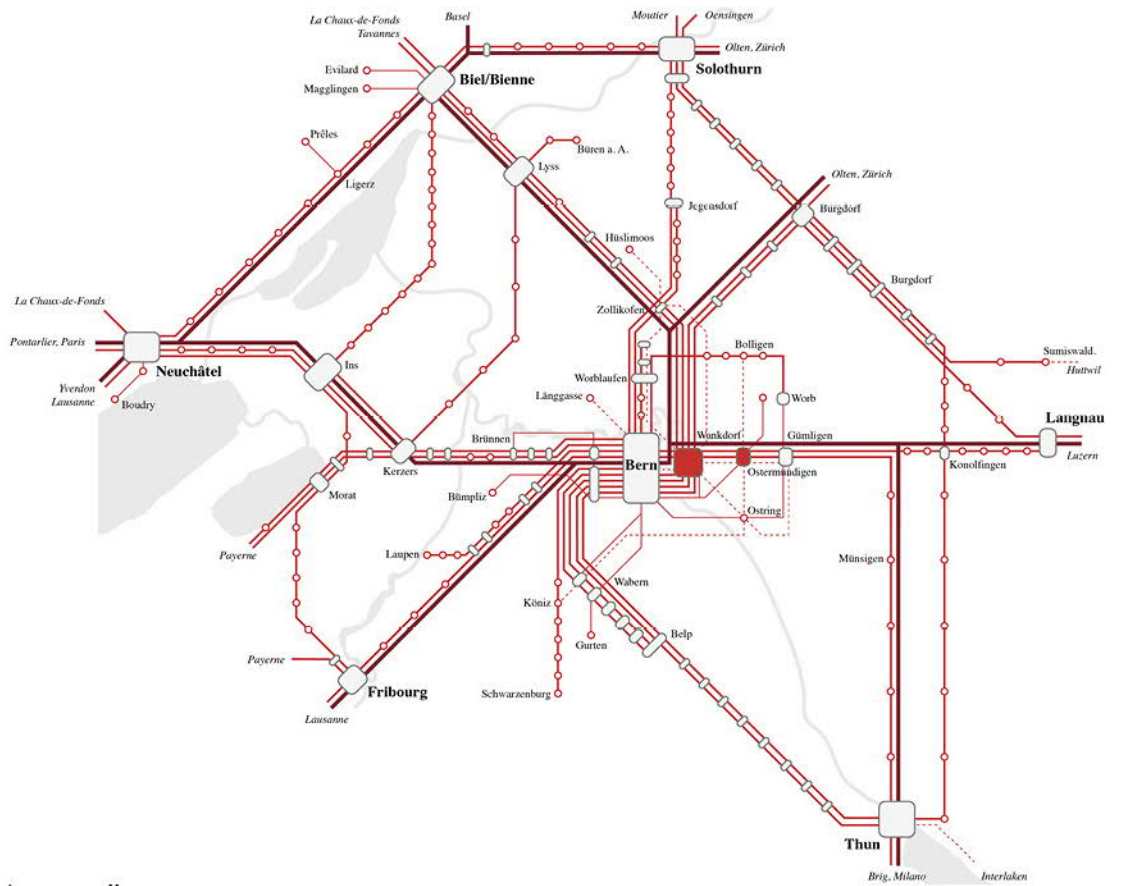 La Chaux-de-Fonds
Tavannes
Basel
Moutier
Oensingen
Olten, Zürich
Solothurn
Evilard
Magglingen
Biel/Bienne
Prêles
Büren a. A.
Lyss
Ligerz
Olten, Zürich
Jegensdorf
Burgdorf
Hüslimoos
Burgdorf
La Chaux-de-Fonds
Zollikofen
Pontarlier, Paris
Bolligen
Sumiswald.
Huttwil
Neuchâtel
Ins
Worblaufen
Yverdon
Lausanne
Boudry
Länggasse
Worb
Langnau
Brünnen
Wankdorf
Gümligen
Luzern
Kerzers
Bern
Ostermundigen
Konolfingen
Morat
Bümpliz
Ostring
Payerne
Laupen
Münsigen
Wabern
Köniz
Belp
Gurten
Payerne
Fribourg
Schwarzenburg
Lausanne
Thun
Brig, Milano
Interlaken